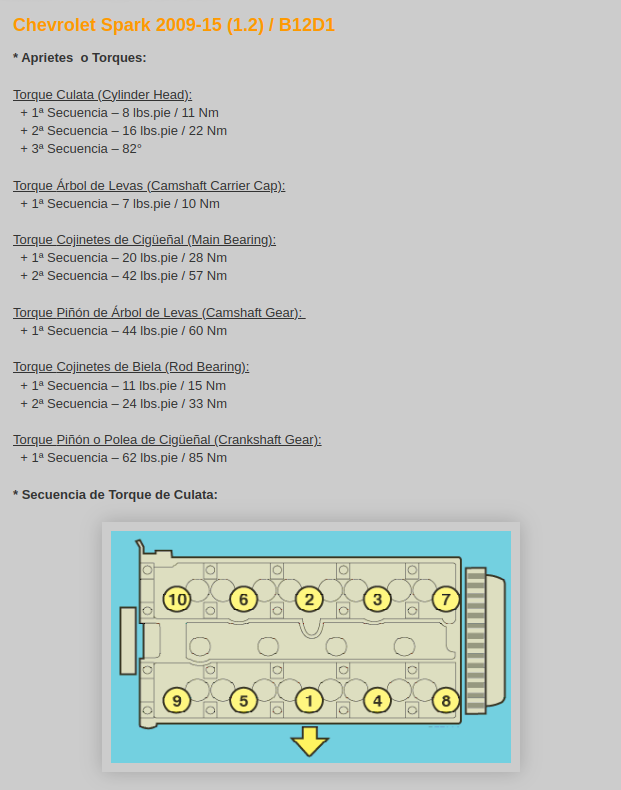 Chevrolet Spark 2009-15 (1.2) / B12D1
* Aprietes  o Torques:
Torque Culata (Cylinder Head):
+ 1ª Secuencia – 8 lbs.pie / 11 Nm
+ 2ª Secuencia – 16 lbs.pie / 22 Nm
+ 3ª Secuencia – 82°
Torque Árbol de Levas (Camshaft Carrier Cap):
+ 1ª Secuencia – 7 lbs.pie / 10 Nm
Torque Cojinetes de Cigüeñal (Main Bearing):
+ 1ª Secuencia – 20 lbs.pie / 28 Nm
+ 2ª Secuencia – 42 lbs.pie / 57 Nm
Torque Piñón de Árbol de Levas (Camshaft Gear):
+ 1ª Secuencia – 44 lbs.pie / 60 Nm
Torque Cojinetes de Biela (Rod Bearing):
+ 1ª Secuencia – 11 lbs.pie / 15 Nm
+ 2ª Secuencia – 24 lbs.pie / 33 Nm
Torque Piñón o Polea de Cigüeñal (Crankshaft Gear):
+ 1ª Secuencia – 62 lbs.pie / 85 Nm
* Secuencia de Torque de Culata:
10 6 2 3 7
9 5 1 4 8